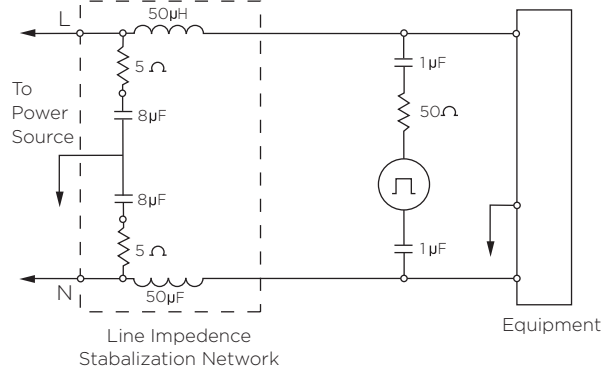 L
50µH
5 Ω
1µF
To
Power
Source
8µF
50Ω
8µF
5 Ω
1µF
N
50µF
Line Impedence
Stabalization Network
Equipment